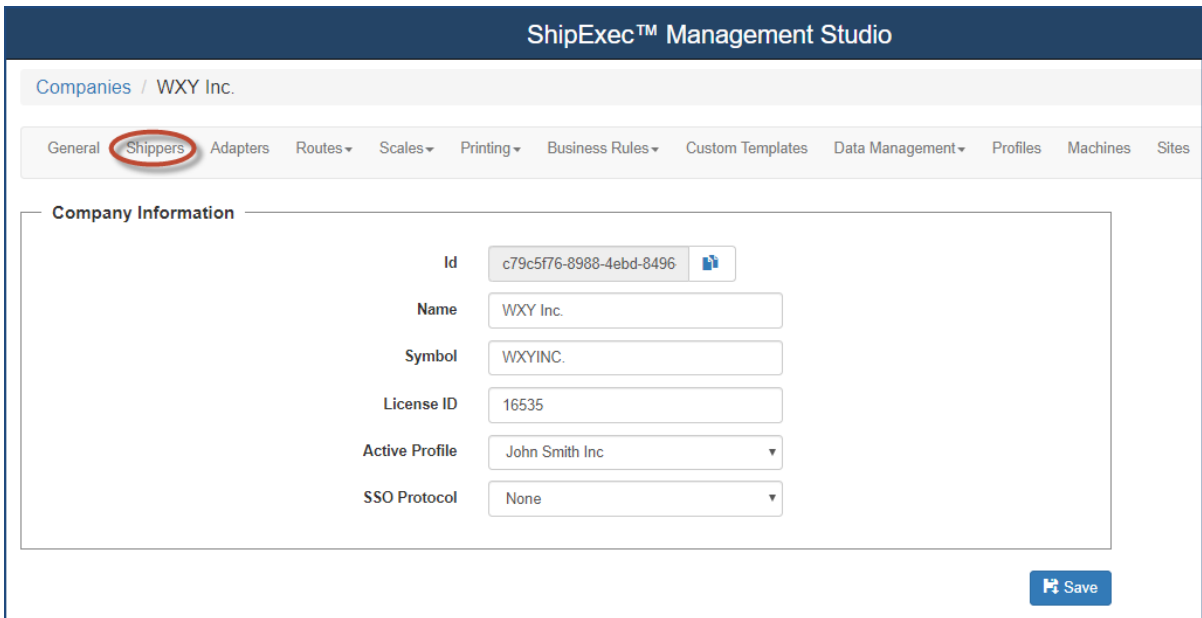 ShipExec™ Management Studio
Companies / WXY Inc.
General Shippers Adapters Routes Scales Printing Business Rules Custom Templates Data Management Profiles Machines Sites
Company Information
Id c79c5f76-8988-4ebd-8496
Name WXY Inc.
Symbol WXYINC.
License ID 16535
Active Profile John Smith Inc
SSO Protocol None
Save